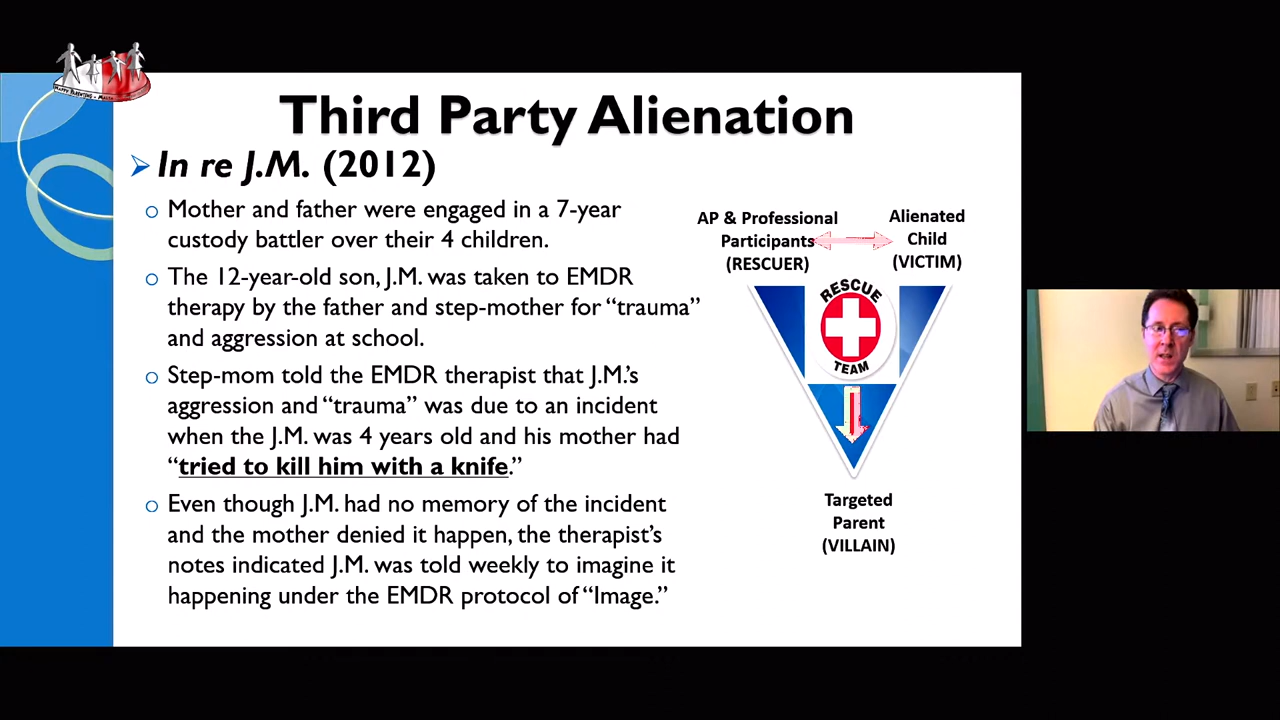 Third Party Alienation
In re J.M. (2012)
Mother and father were engaged in a 7-year
custody battler over their 4 children.
The 12-year-old son, J.M. was taken to EMDR
therapy by the father and step-mother for “trauma”
and aggression at school.
Step-mom told the EMDR therapist that J.M.’s
aggression and “trauma” was due to an incident
when the J.M. was 4 years old and his mother had
“tried to kill him with a knife.”
Even though J.M. had no memory of the incident
and the mother denied it happen, the therapist’s
notes indicated J.M. was told weekly to imagine it
happening under the EMDR protocol of “Image.”
AP & Professional
Participants
(RESCUER)
Alienated
Child
(VICTIM)
RESCUE
TEAM
Targeted
Parent
(VILLAIN)